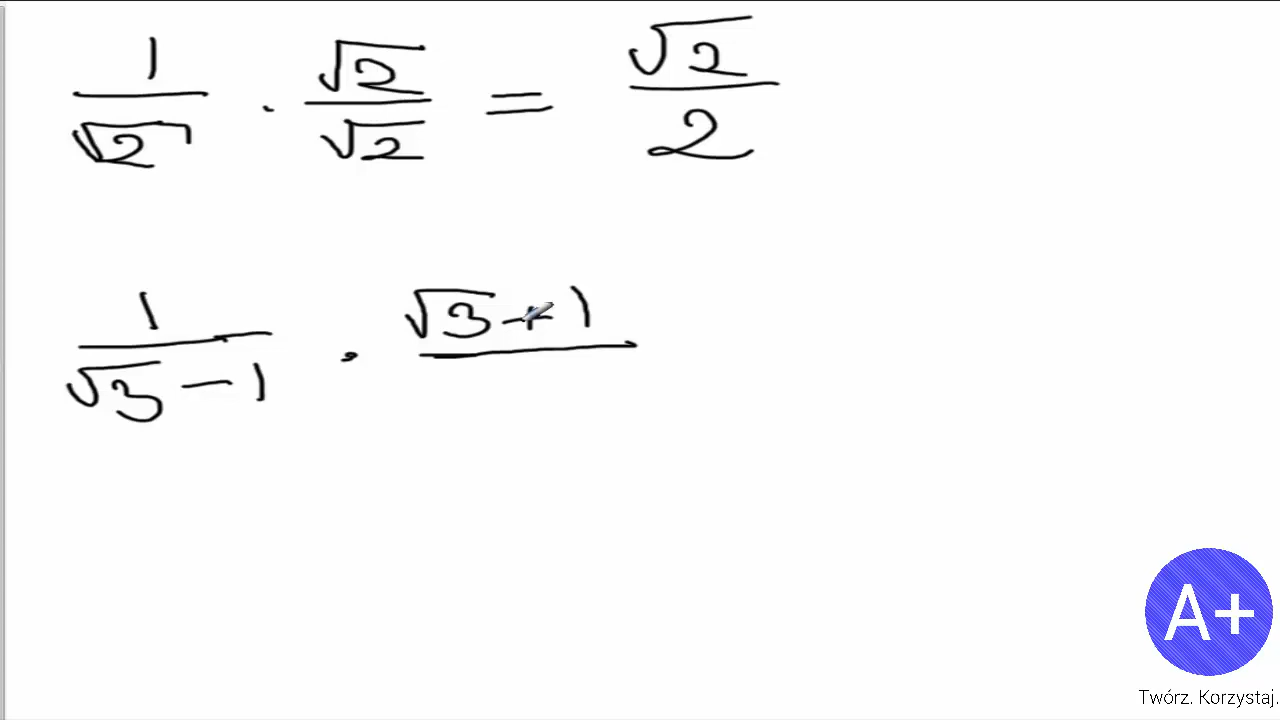 1/√2 · √2/√2 = √2/2
1/(√3 − 1) · (√3 + 1)/
A+
Twórz. Korzystaj.